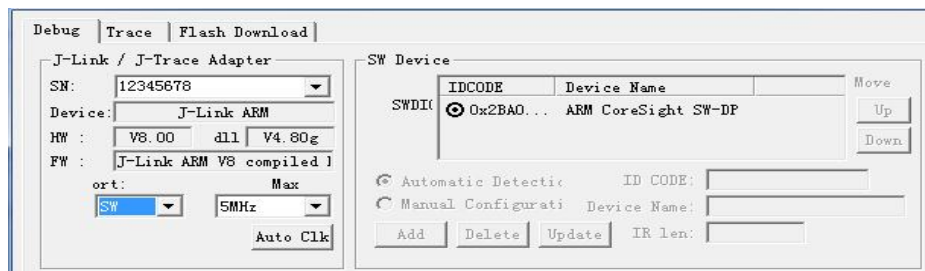 Debug Trace Flash Download
J-Link / J-Trace Adapter
SN: 12345678
Device: J-Link ARM
HW : V8.00 dll V4.80g
FW : J-Link ARM V8 compiled
ort: Max
SW 5MHz
Auto Clk
SW Device
IDCODE Device Name
SWDI( 0x2BA0... ARM CoreSight SW-DP
Move
Up
Down
Automatic Detectic ID CODE:
Manual Configurati Device Name:
Add Delete Update IR len: